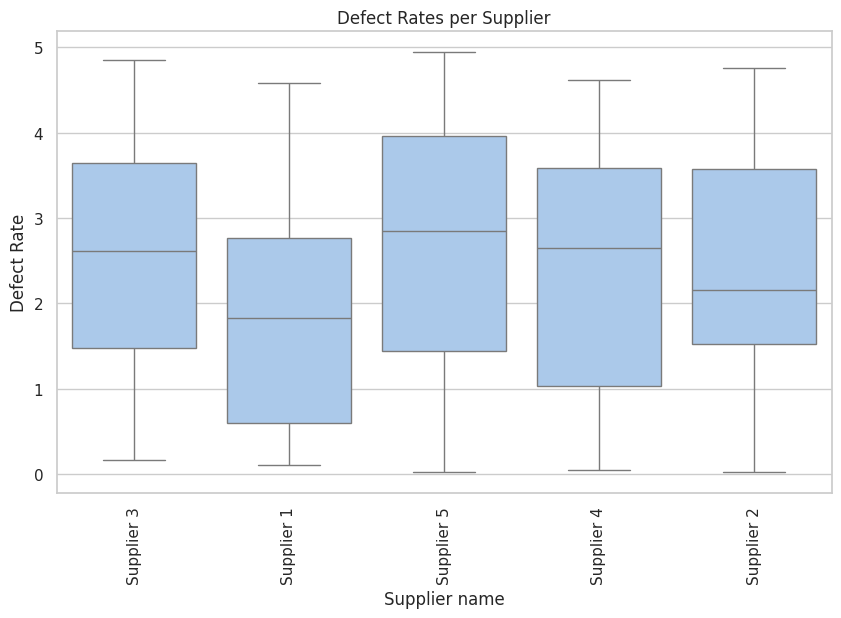 Defect Rates per Supplier
5
4
3
2
1
0
Defect Rate
Supplier 3
Supplier 1
Supplier 5
Supplier 4
Supplier 2
Supplier name